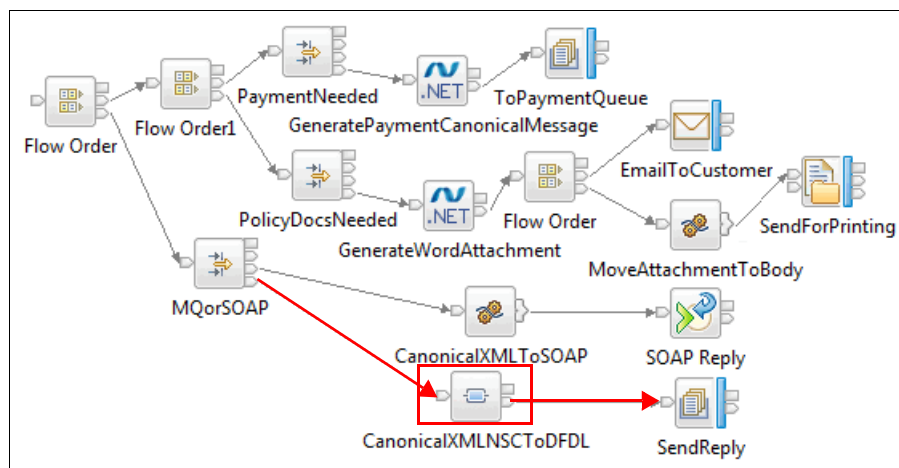 PaymentNeeded
.NET
ToPaymentQueue
Flow Order
Flow Order1
GeneratePaymentCanonicalMessage
EmailToCustomer
PolicyDocsNeeded
.NET
Flow Order
SendForPrinting
GenerateWordAttachment
MoveAttachmentToBody
MQorSOAP
CanonicalXMLToSOAP
SOAP Reply
CanonicalXMLNSCToDFDL
SendReply